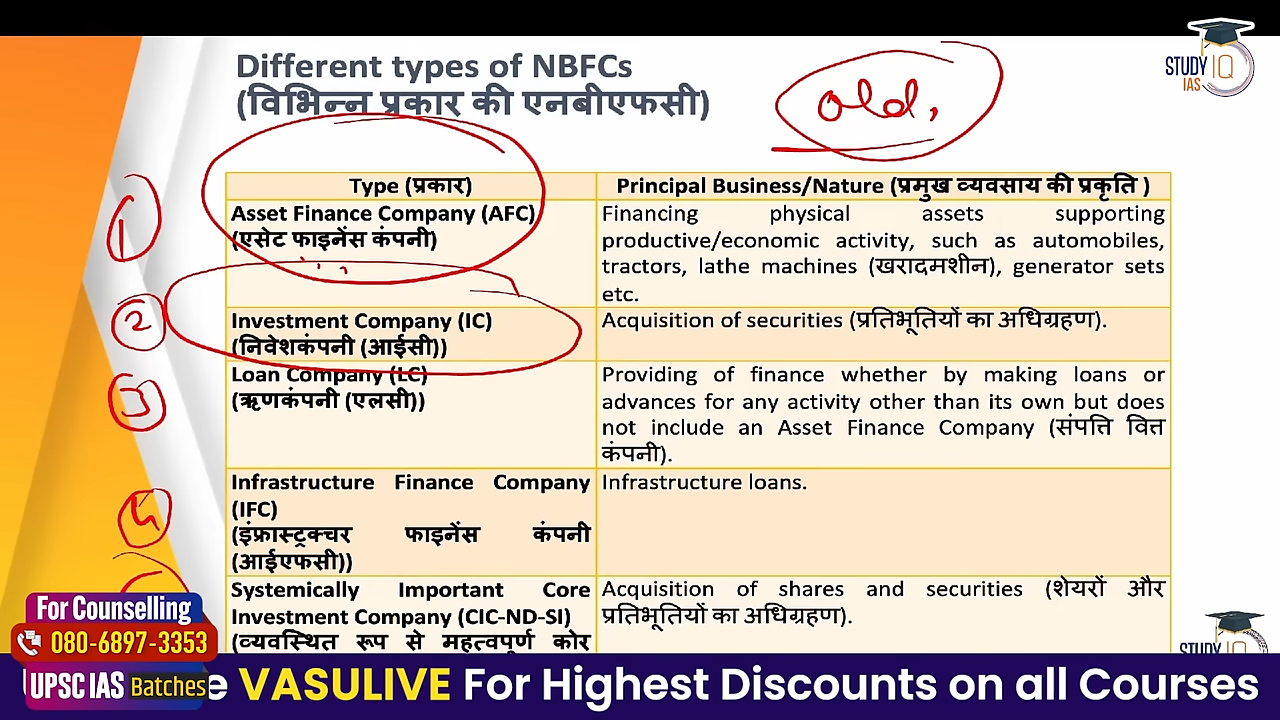 Different types of NBFCs
(विभिन्न प्रकार की एनबीएफसी)
old,
STUDY IQ
IAS
Type (प्रकार)
Principal Business/Nature (प्रमुख व्यवसाय की प्रकृति )
1
Asset Finance Company (AFC)
(एसेट फाइनेंस कंपनी)
Financing physical assets supporting
productive/economic activity, such as automobiles,
tractors, lathe machines (खरादमशीन), generator sets
etc.
2
Investment Company (IC)
(निवेशकंपनी (आईसी))
Acquisition of securities (प्रतिभूतियों का अधिग्रहण).
3
Loan Company (LC)
(ऋणकंपनी (एलसी))
Providing of finance whether by making loans or
advances for any activity other than its own but does
not include an Asset Finance Company (संपत्ति वित्त
कंपनी).
4
Infrastructure Finance Company
(IFC)
(इंफ्रास्ट्रक्चर फाइनेंस कंपनी
(आईएफसी))
Infrastructure loans.
Systemically Important Core
Investment Company (CIC-ND-SI)
(व्यवस्थित रूप से महत्वपूर्ण कोर
Acquisition of shares and securities (शेयरों और
प्रतिभूतियों का अधिग्रहण).
For Counselling
080-6897-3353
UPSC IAS Batches
e VASULIVE For Highest Discounts on all Courses
STUDY IQ